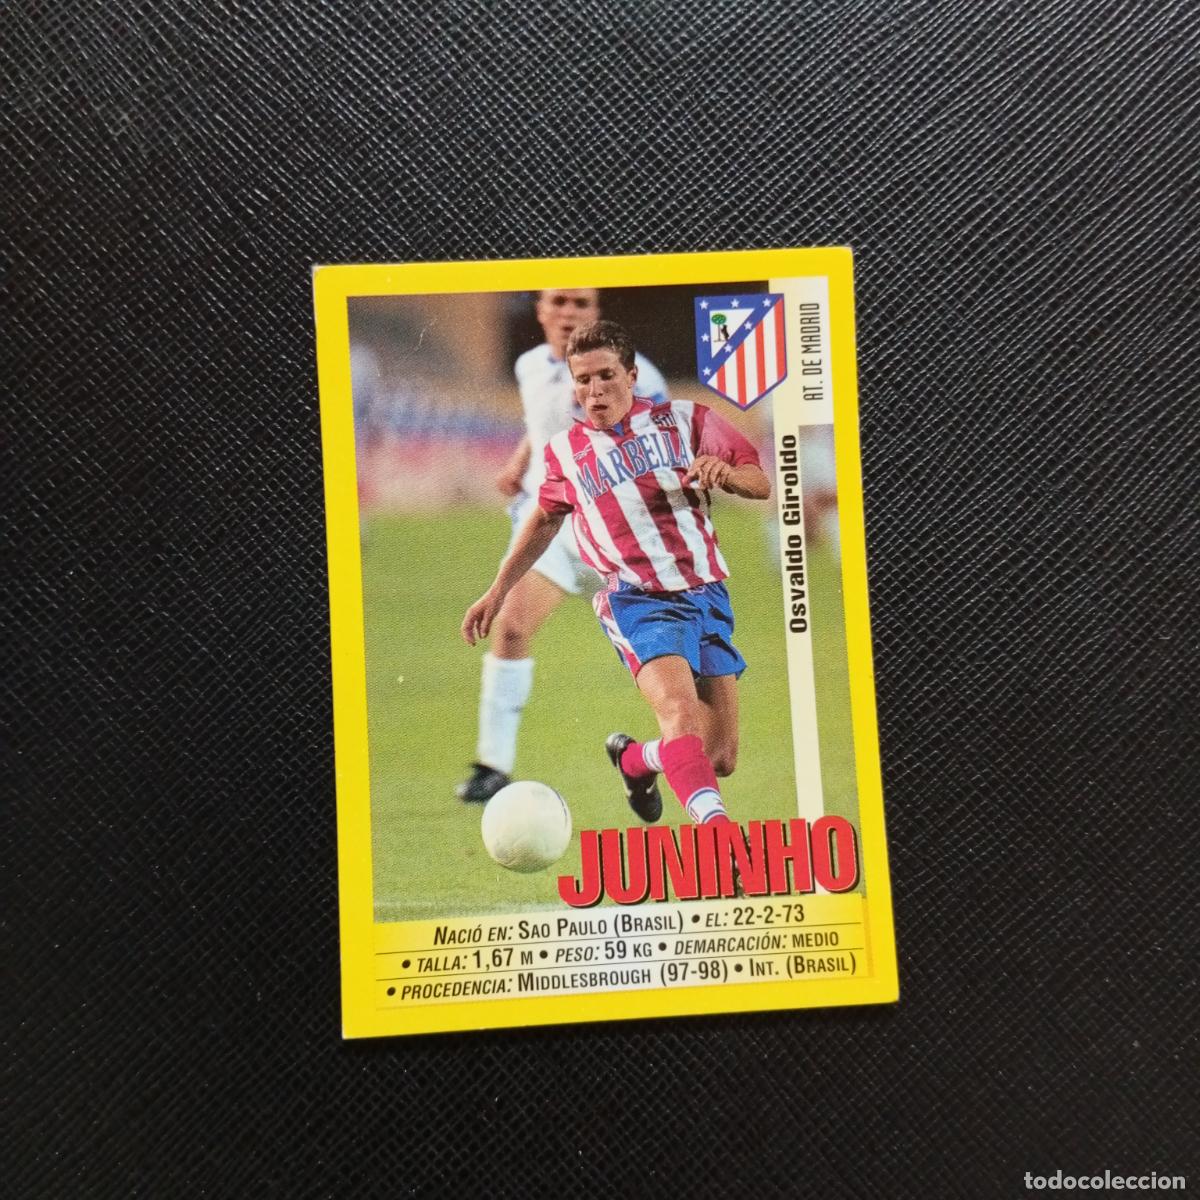 AT. DE MADRID
Osvaldo Giroldo
MARBELLA
JUNINHO
NACIÓ EN: SAO PAULO (BRASIL) • EL: 22-2-73
• TALLA: 1,67 M • PESO: 59 KG • DEMARCACIÓN: MEDIO
• PROCEDENCIA: MIDDLESBROUGH (97-98) • INT. (BRASIL)
todocoleccion